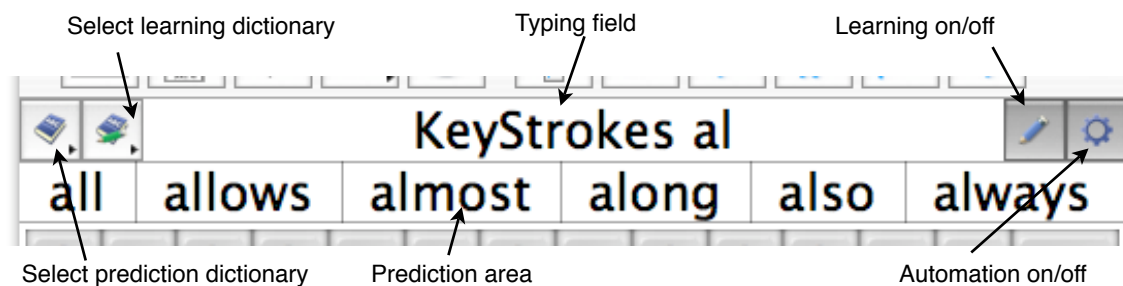 Select learning dictionary Typing field Learning on/off
KeyStrokes al
all allows almost along also always
Select prediction dictionary Prediction area Automation on/off